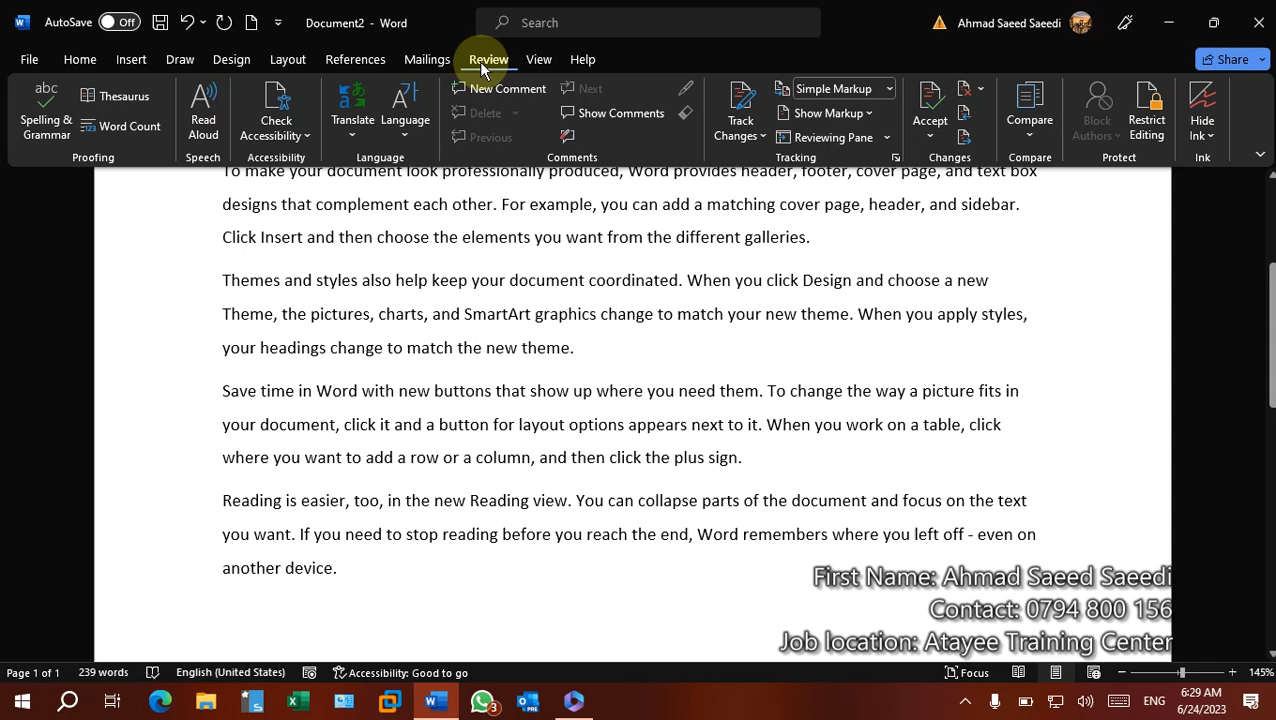 AutoSave Off Document2 - Word Search Ahmad Saeed Saeedi
File Home Insert Draw Design Layout References Mailings Review View Help Share
Spelling & Grammar Thesaurus Word Count Proofing
Read Aloud Speech
Check Accessibility Accessibility
Translate Language Language
New Comment Delete Previous Next Show Comments Comments
Track Changes Simple Markup Show Markup Reviewing Pane Tracking
Accept Changes
Compare Compare
Block Authors Restrict Editing Protect
Hide Ink Ink
To make your document look professionally produced, Word provides header, footer, cover page, and text box
designs that complement each other. For example, you can add a matching cover page, header, and sidebar.
Click Insert and then choose the elements you want from the different galleries.
Themes and styles also help keep your document coordinated. When you click Design and choose a new
Theme, the pictures, charts, and SmartArt graphics change to match your new theme. When you apply styles,
your headings change to match the new theme.
Save time in Word with new buttons that show up where you need them. To change the way a picture fits in
your document, click it and a button for layout options appears next to it. When you work on a table, click
where you want to add a row or a column, and then click the plus sign.
Reading is easier, too, in the new Reading view. You can collapse parts of the document and focus on the text
you want. If you need to stop reading before you reach the end, Word remembers where you left off - even on
another device.
First Name: Ahmad Saeed Saeedi
Contact: 0794 800 156
Job location: Atayee Training Center
Page 1 of 1 239 words English (United States) Accessibility: Good to go Focus 145%
3 PRE ENG 6:29 AM
6/24/2023